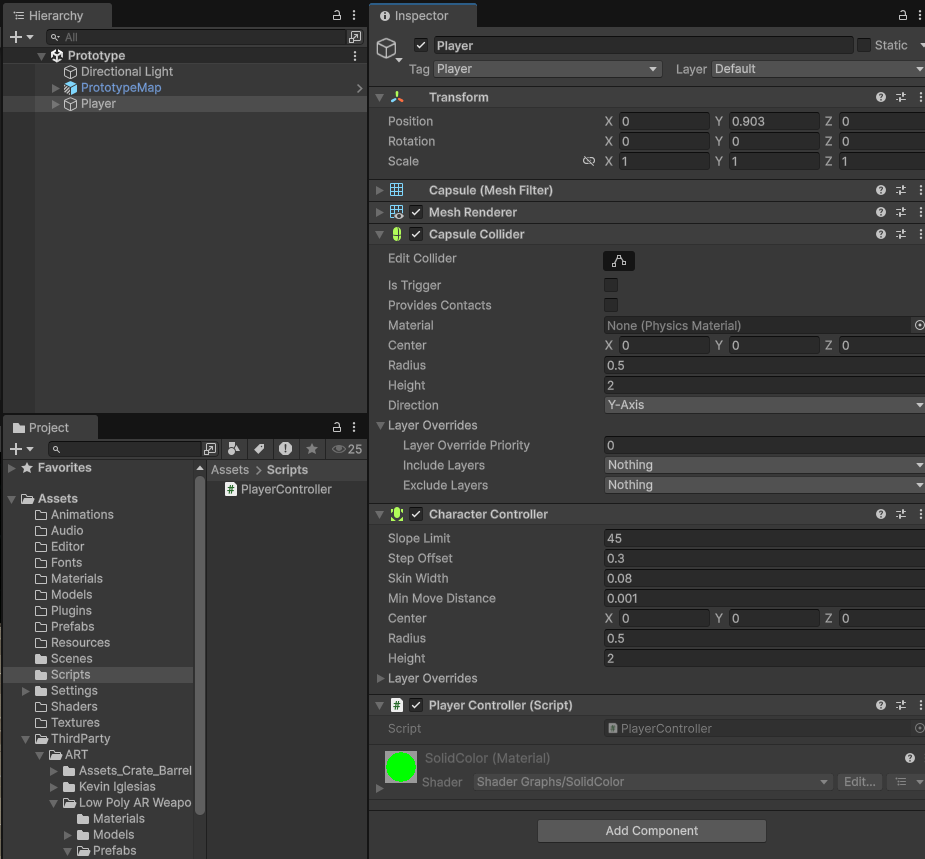 Hierarchy
All
Prototype
Directional Light
PrototypeMap
Player
Project
25
Favorites
Assets
Animations
Audio
Editor
Fonts
Materials
Models
Plugins
Prefabs
Resources
Scenes
Scripts
Settings
Shaders
Textures
ThirdParty
ART
Assets_Crate_Barrel
Kevin Iglesias
Low Poly AR Weapo
Materials
Models
Prefabs
Assets > Scripts
PlayerController
Inspector
Player Static
Tag Player Layer Default
Transform
Position X 0 Y 0.903 Z 0
Rotation X 0 Y 0 Z 0
Scale X 1 Y 1 Z 1
Capsule (Mesh Filter)
Mesh Renderer
Capsule Collider
Edit Collider
Is Trigger
Provides Contacts
Material None (Physics Material)
Center X 0 Y 0 Z 0
Radius 0.5
Height 2
Direction Y-Axis
Layer Overrides
Layer Override Priority 0
Include Layers Nothing
Exclude Layers Nothing
Character Controller
Slope Limit 45
Step Offset 0.3
Skin Width 0.08
Min Move Distance 0.001
Center X 0 Y 0 Z 0
Radius 0.5
Height 2
Layer Overrides
Player Controller (Script)
Script PlayerController
SolidColor (Material)
Shader Shader Graphs/SolidColor Edit...
Add Component